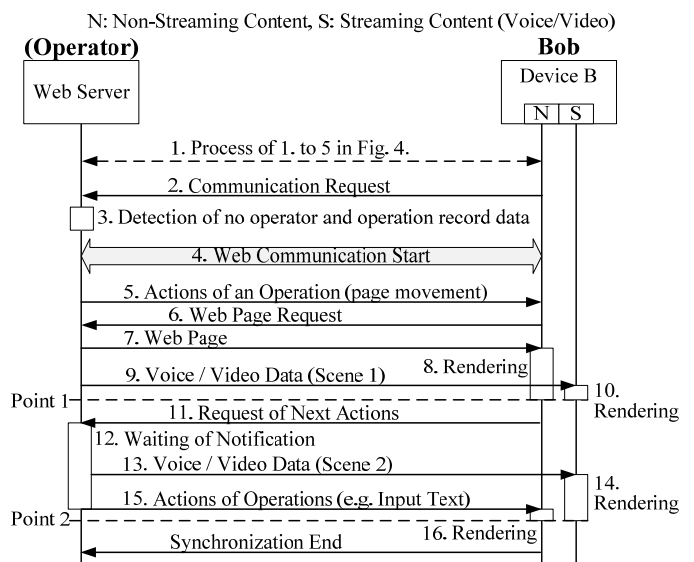 N: Non-Streaming Content, S: Streaming Content (Voice/Video)
(Operator)
Bob
Web Server
Device B
N
S
1. Process of 1. to 5 in Fig. 4.
2. Communication Request
3. Detection of no operator and operation record data
4. Web Communication Start
5. Actions of an Operation (page movement)
6. Web Page Request
7. Web Page
8. Rendering
9. Voice / Video Data (Scene 1)
10.
Rendering
Point 1
11. Request of Next Actions
12. Waiting of Notification
13. Voice / Video Data (Scene 2)
14.
Rendering
15. Actions of Operations (e.g. Input Text)
Point 2
16. Rendering
Synchronization End